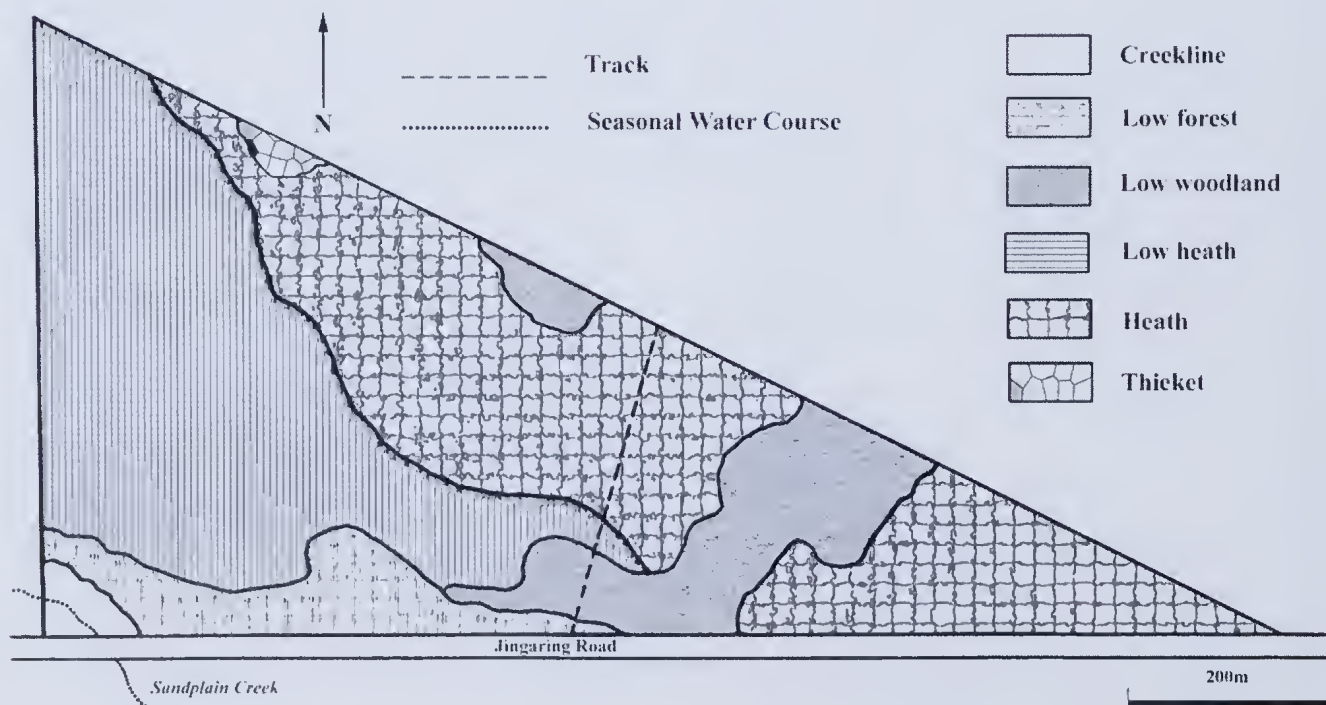 Track
Seasonal Water Course
N
Creekline
Low forest
Low woodland
Low heath
Heath
Thicket
Jingaring Road
Sandplain Creek
200m